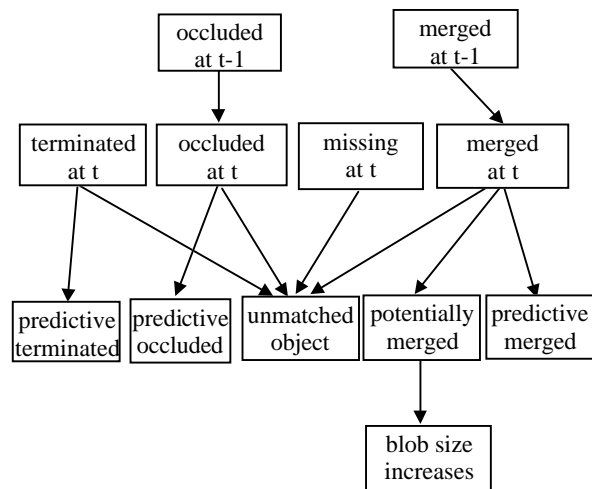 occluded
at t-1
merged
at t-1
terminated
at t
occluded
at t
missing
at t
merged
at t
predictive
terminated
predictive
occluded
unmatched
object
potentially
merged
predictive
merged
blob size
increases